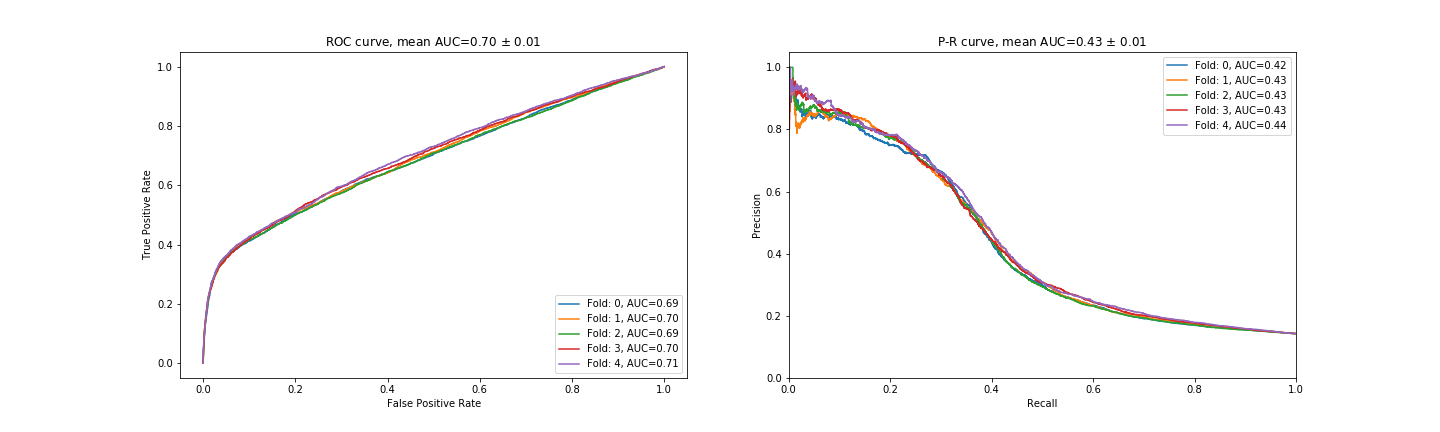 ROC curve, mean AUC=0.70 ± 0.01
True Positive Rate
1.0
0.8
0.6
0.4
0.2
0.0
Fold: 0, AUC=0.69
Fold: 1, AUC=0.70
Fold: 2, AUC=0.69
Fold: 3, AUC=0.70
Fold: 4, AUC=0.71
0.0 0.2 0.4 0.6 0.8 1.0
False Positive Rate
P-R curve, mean AUC=0.43 ± 0.01
Precision
1.0
0.8
0.6
0.4
0.2
0.0
Fold: 0, AUC=0.42
Fold: 1, AUC=0.43
Fold: 2, AUC=0.43
Fold: 3, AUC=0.43
Fold: 4, AUC=0.44
0.0 0.2 0.4 0.6 0.8 1.0
Recall